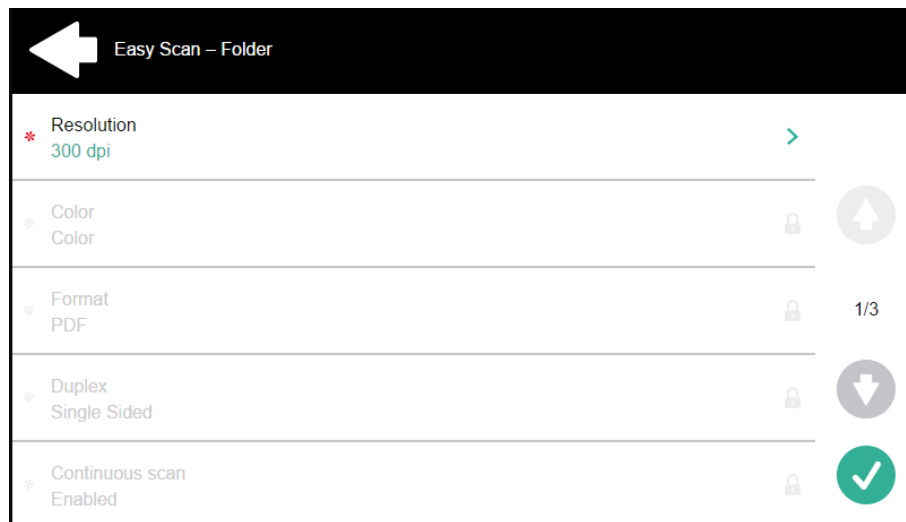 Easy Scan – Folder
* Resolution
300 dpi
* Color
Color
* Format
PDF
1/3
* Duplex
Single Sided
* Continuous scan
Enabled